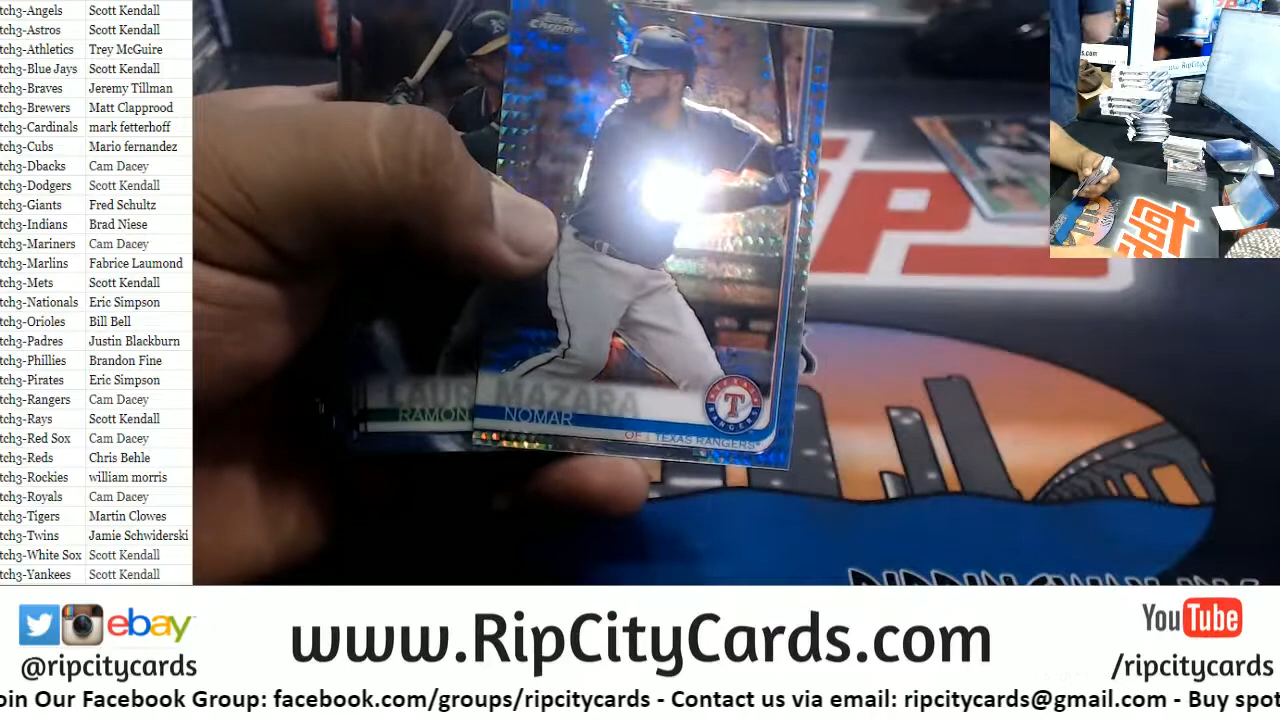 tch3-Angels Scott Kendall
tch3-Astros Scott Kendall
tch3-Athletics Trey McGuire
tch3-Blue Jays Scott Kendall
tch3-Braves Jeremy Tillman
tch3-Brewers Matt Clapprood
tch3-Cardinals mark fetterhoff
tch3-Cubs Mario fernandez
tch3-Dbacks Cam Dacey
tch3-Dodgers Scott Kendall
tch3-Giants Fred Schultz
tch3-Indians Brad Niese
tch3-Mariners Cam Dacey
tch3-Marlins Fabrice Laumond
tch3-Mets Scott Kendall
tch3-Nationals Eric Simpson
tch3-Orioles Bill Bell
tch3-Padres Justin Blackburn
tch3-Phillies Brandon Fine
tch3-Pirates Eric Simpson
tch3-Rangers Cam Dacey
tch3-Rays Scott Kendall
tch3-Red Sox Cam Dacey
tch3-Reds Chris Behle
tch3-Rockies william morris
tch3-Royals Cam Dacey
tch3-Tigers Martin Clowes
tch3-Twins Jamie Schwiderski
tch3-White Sox Scott Kendall
tch3-Yankees Scott Kendall
Chrome
LAUR
RAMON
MAZARA
NOMAR
TEXAS RANGERS
T
OF | TEXAS RANGERS
IP
ebay
@ripcitycards
www.RipCityCards.com
YouTube
/ripcitycards
oin Our Facebook Group: facebook.com/groups/ripcitycards - Contact us via email: ripcitycards@gmail.com - Buy spot